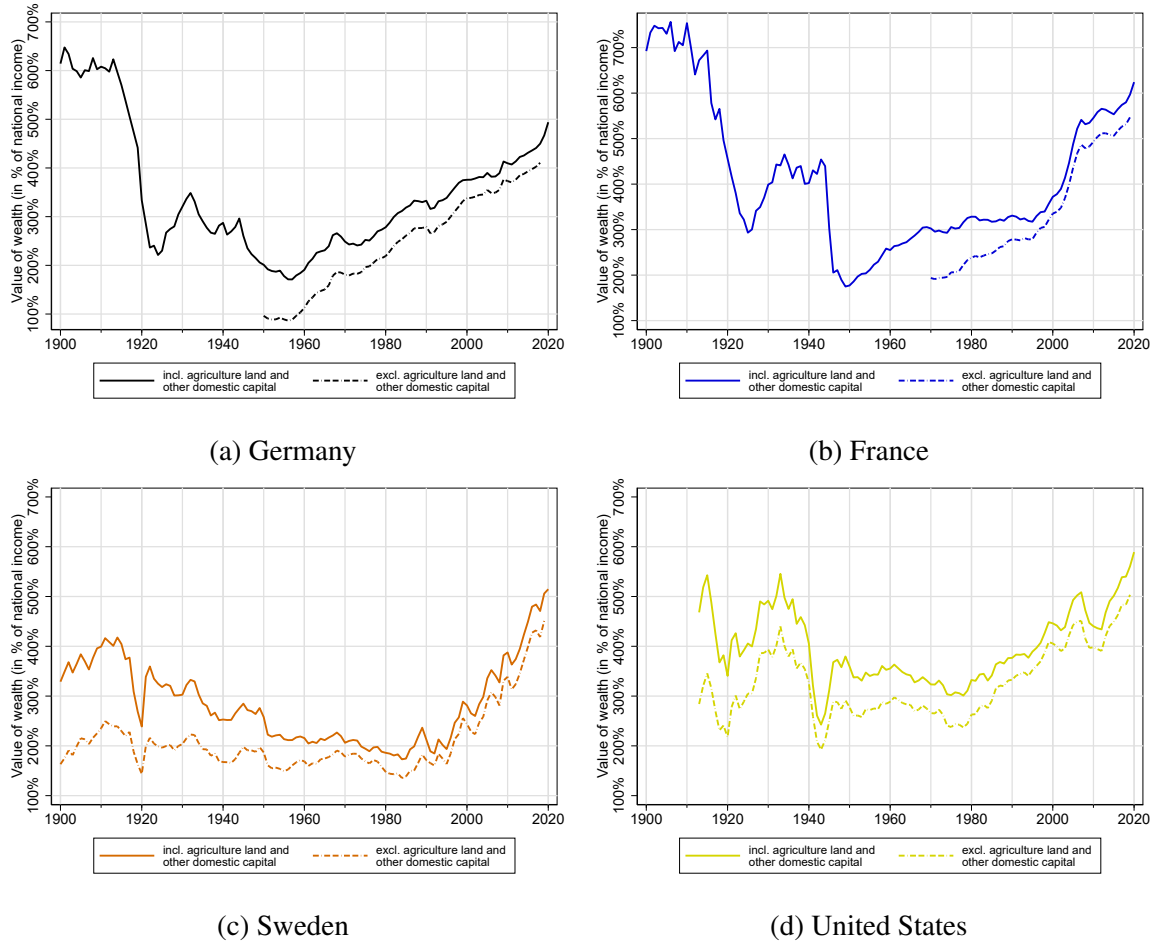 Value of wealth (in % of national income)
700%
600%
500%
400%
300%
200%
100%
1900 1920 1940 1960 1980 2000 2020
incl. agriculture land and
other domestic capital
excl. agriculture land and
other domestic capital
(a) Germany
Value of wealth (in % of national income)
700%
600%
500%
400%
300%
200%
100%
1900 1920 1940 1960 1980 2000 2020
incl. agriculture land and
other domestic capital
excl. agriculture land and
other domestic capital
(b) France
Value of wealth (in % of national income)
700%
600%
500%
400%
300%
200%
100%
1900 1920 1940 1960 1980 2000 2020
incl. agriculture land and
other domestic capital
excl. agriculture land and
other domestic capital
(c) Sweden
Value of wealth (in % of national income)
700%
600%
500%
400%
300%
200%
100%
1900 1920 1940 1960 1980 2000 2020
incl. agriculture land and
other domestic capital
excl. agriculture land and
other domestic capital
(d) United States